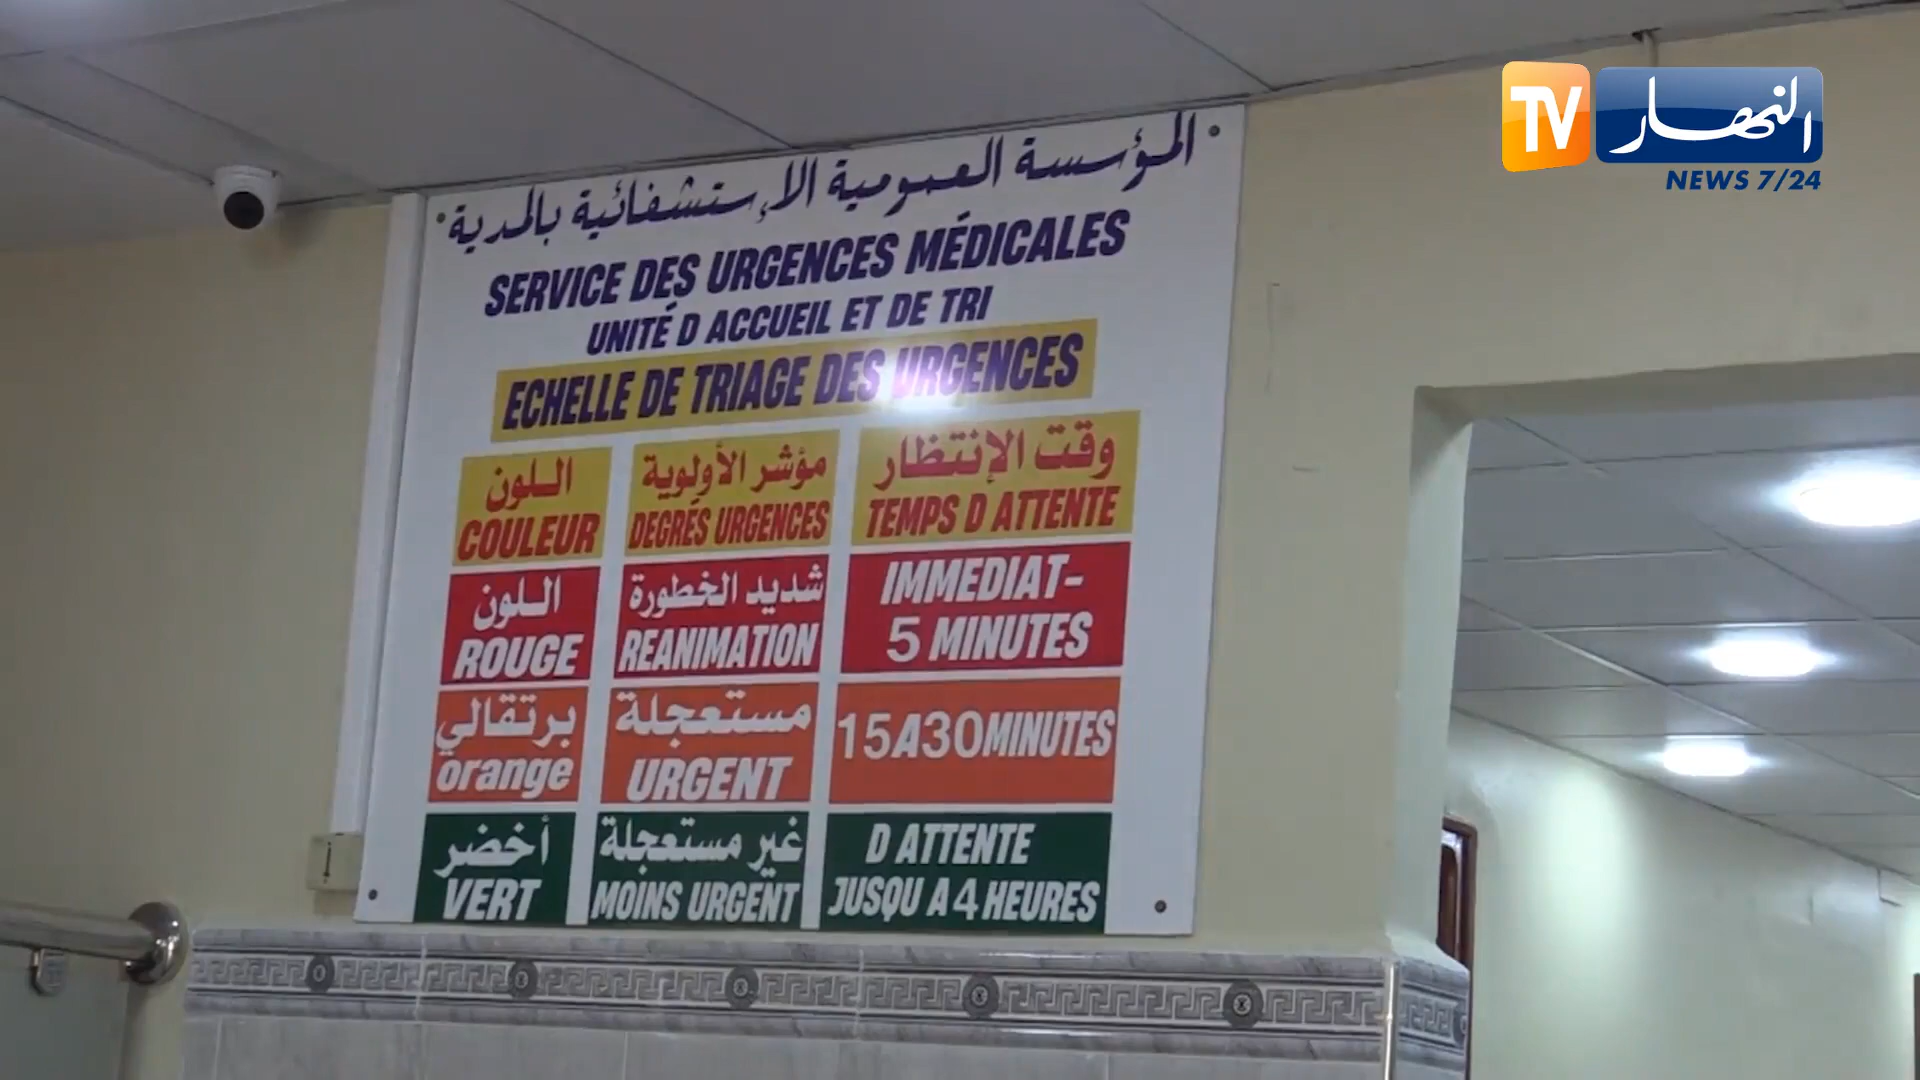 TV النهار
NEWS 7/24
المؤسسة العمومية الإستشفائية بالمدية
SERVICE DES URGENCES MÉDICALES
UNITÉ D ACCUEIL ET DE TRI
ECHELLE DE TRIAGE DES URGENCES
اللون
COULEUR
مؤشر الأولوية
DEGRÉS URGENCES
وقت الإنتظار
TEMPS D ATTENTE
اللون
ROUGE
شديد الخطورة
REANIMATION
IMMEDIAT-
5 MINUTES
برتقالي
orange
مستعجلة
URGENT
15A30MINUTES
أخضر
VERT
غير مستعجلة
MOINS URGENT
D ATTENTE
JUSQU A 4 HEURES